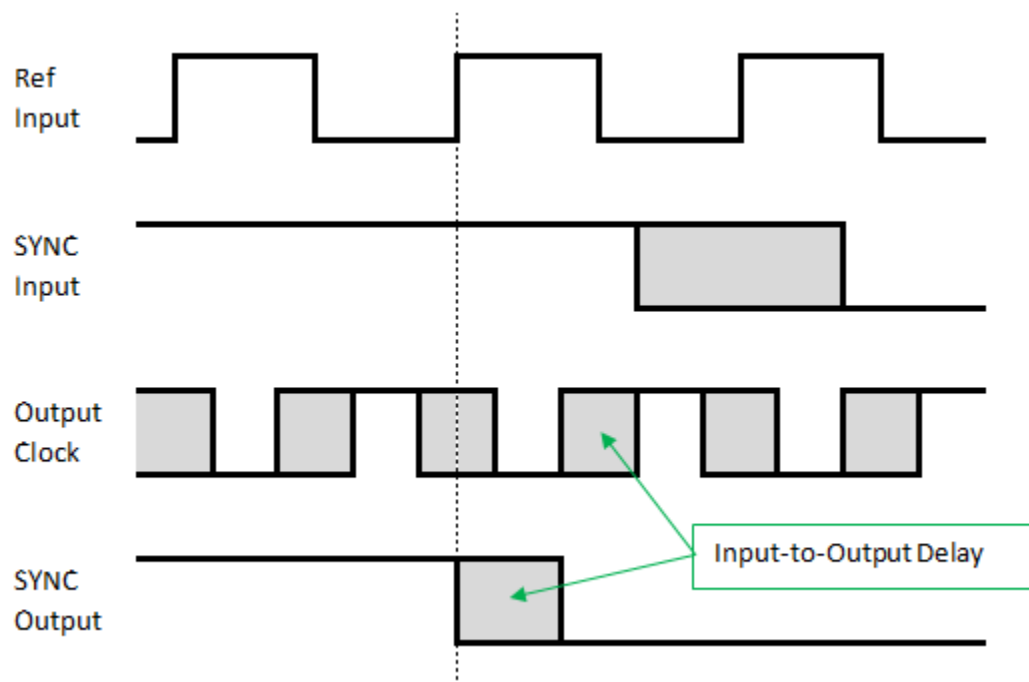 Ref
Input
SYNC
Input
Output
Clock
Input-to-Output Delay
SYNC
Output